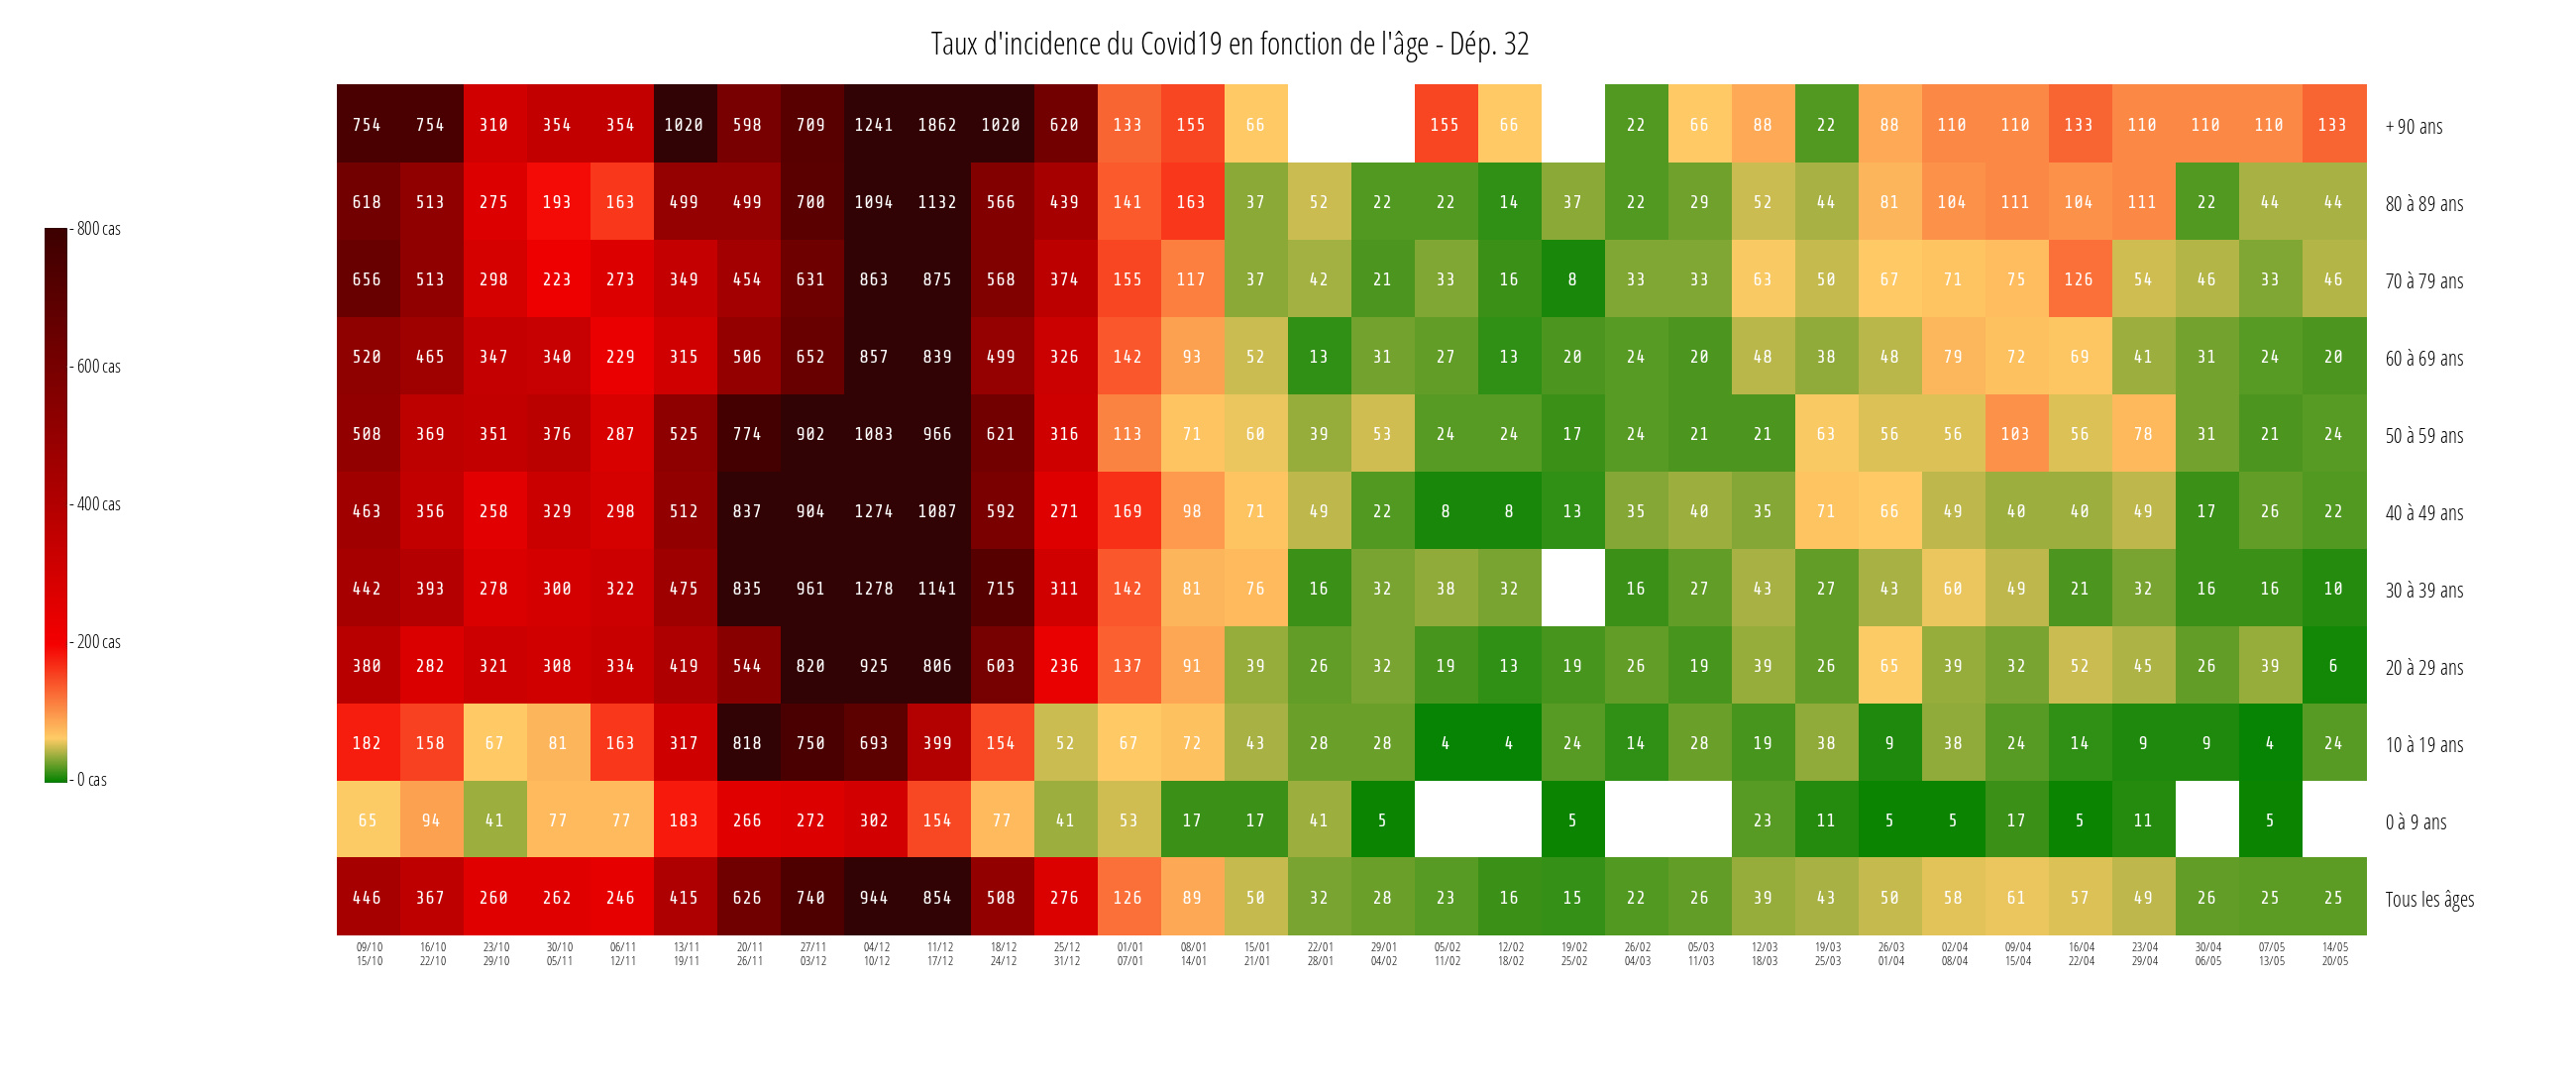 Taux d'incidence du Covid19 en fonction de l'âge - Dép. 32
- 800 cas
- 600 cas
- 400 cas
- 200 cas
- 0 cas
754 754 310 354 354 1020 598 709 1241 1862 1020 620 133 155 66 155 66 22 66 88 22 88 110 110 133 110 110 110 133 + 90 ans
618 513 275 193 163 499 499 700 1094 1132 566 439 141 163 37 52 22 22 14 37 22 29 52 44 81 104 111 104 111 22 44 44 80 à 89 ans
656 513 298 223 273 349 454 631 863 875 568 374 155 117 37 42 21 33 16 8 33 33 63 50 67 71 75 126 54 46 33 46 70 à 79 ans
520 465 347 340 229 315 506 652 857 839 499 326 142 93 52 13 31 27 13 20 24 20 48 38 48 79 72 69 41 31 24 20 60 à 69 ans
508 369 351 376 287 525 774 902 1083 966 621 316 113 71 60 39 53 24 24 17 24 21 21 63 56 56 103 56 78 31 21 24 50 à 59 ans
463 356 258 329 298 512 837 904 1274 1087 592 271 169 98 71 49 22 8 8 13 35 40 35 71 66 49 40 40 49 17 26 22 40 à 49 ans
442 393 278 300 322 475 835 961 1278 1141 715 311 142 81 76 16 32 38 32 16 27 43 27 43 60 49 21 32 16 16 10 30 à 39 ans
380 282 321 308 334 419 544 820 925 806 603 236 137 91 39 26 32 19 13 19 26 19 39 26 65 39 32 52 45 26 39 6 20 à 29 ans
182 158 67 81 163 317 818 750 693 399 154 52 67 72 43 28 28 4 4 24 14 28 19 38 9 38 24 14 9 9 4 24 10 à 19 ans
65 94 41 77 77 183 266 272 302 154 77 41 53 17 17 41 5 5 23 11 5 5 17 5 11 5 0 à 9 ans
446 367 260 262 246 415 626 740 944 854 508 276 126 89 50 32 28 23 16 15 22 26 39 43 50 58 61 57 49 26 25 25 Tous les âges
09/10 16/10 23/10 30/10 06/11 13/11 20/11 27/11 04/12 11/12 18/12 25/12 01/01 08/01 15/01 22/01 29/01 05/02 12/02 19/02 26/02 05/03 12/03 19/03 26/03 02/04 09/04 16/04 23/04 30/04 07/05 14/05
15/10 22/10 29/10 05/11 12/11 19/11 26/11 03/12 10/12 17/12 24/12 31/12 07/01 14/01 21/01 28/01 04/02 11/02 18/02 25/02 04/03 11/03 18/03 25/03 01/04 08/04 15/04 22/04 29/04 06/05 13/05 20/05